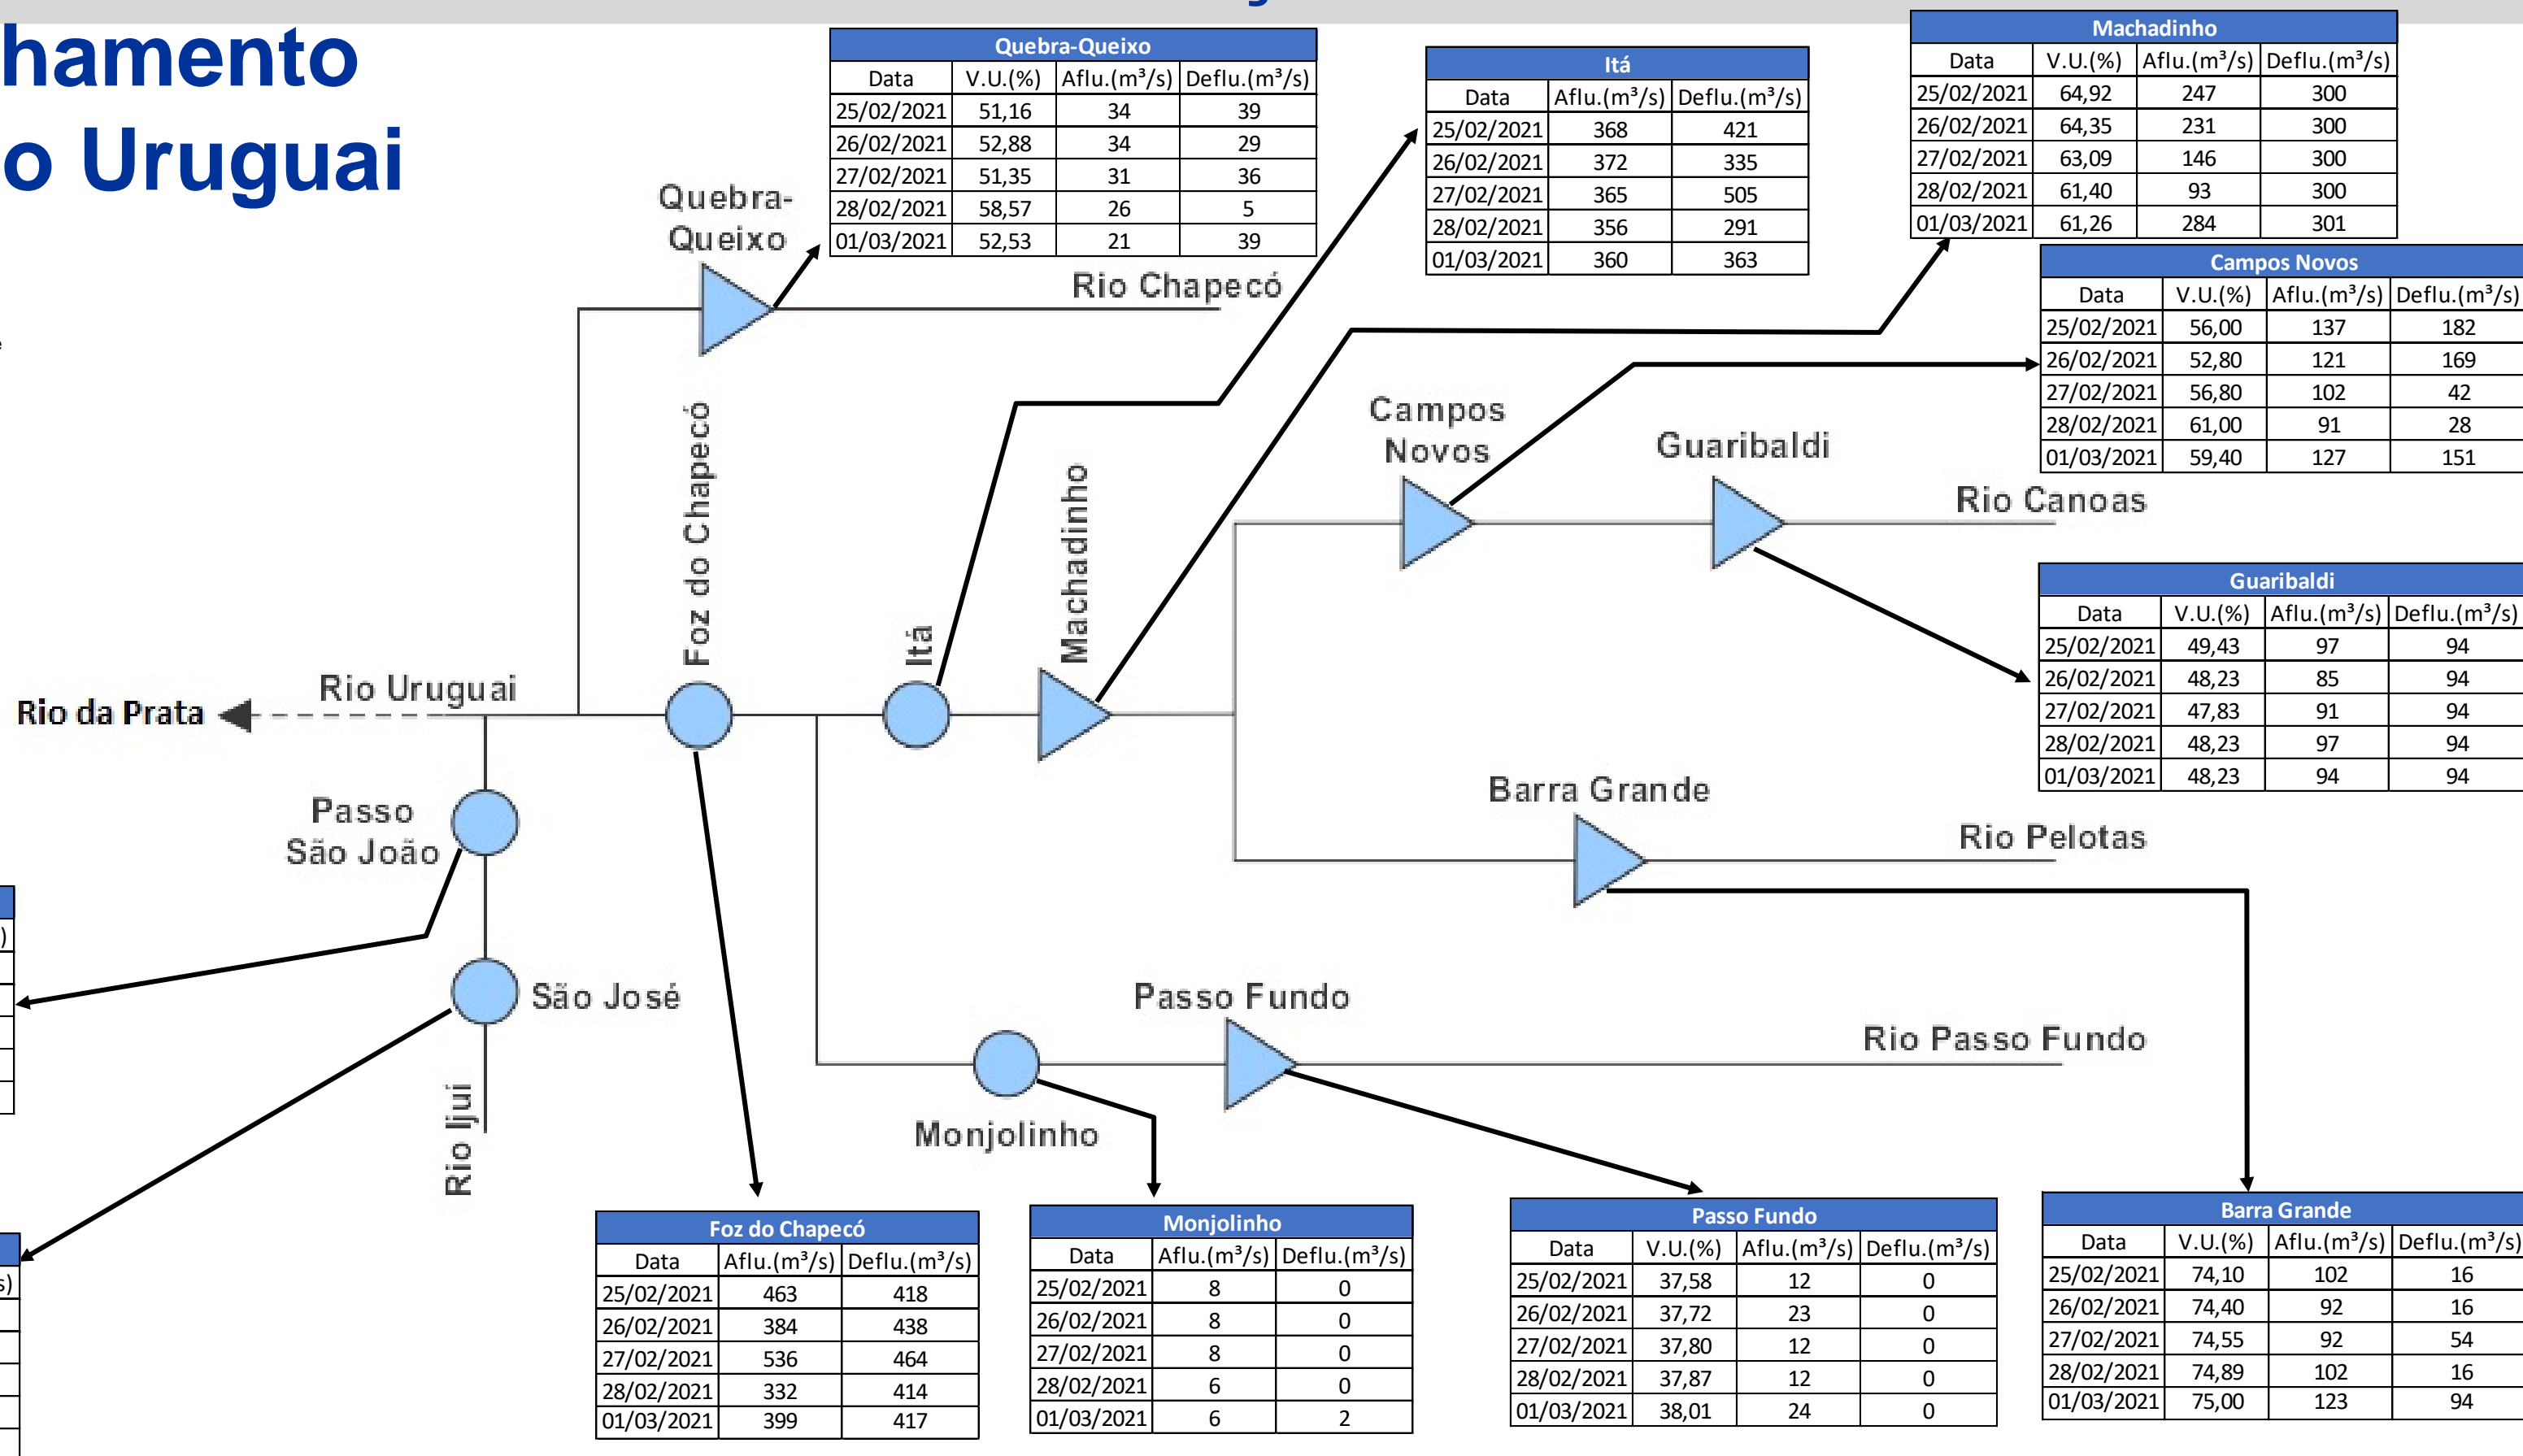 hamento
o Uruguai
Quebra-Queixo
Data V.U.(%) Aflu.(m³/s) Deflu.(m³/s)
25/02/2021 51,16 34 39
26/02/2021 52,88 34 29
27/02/2021 51,35 31 36
28/02/2021 58,57 26 5
01/03/2021 52,53 21 39
Itá
Data Aflu.(m³/s) Deflu.(m³/s)
25/02/2021 368 421
26/02/2021 372 335
27/02/2021 365 505
28/02/2021 356 291
01/03/2021 360 363
Machadinho
Data V.U.(%) Aflu.(m³/s) Deflu.(m³/s)
25/02/2021 64,92 247 300
26/02/2021 64,35 231 300
27/02/2021 63,09 146 300
28/02/2021 61,40 93 300
01/03/2021 61,26 284 301
Campos Novos
Data V.U.(%) Aflu.(m³/s) Deflu.(m³/s)
25/02/2021 56,00 137 182
26/02/2021 52,80 121 169
27/02/2021 56,80 102 42
28/02/2021 61,00 91 28
01/03/2021 59,40 127 151
Quebra-
Queixo
Rio Chapecó
Foz do Chapecó
Itá
Machadinho
Campos
Novos
Guaribaldi
Rio Canoas
Guaribaldi
Data V.U.(%) Aflu.(m³/s) Deflu.(m³/s)
25/02/2021 49,43 97 94
26/02/2021 48,23 85 94
27/02/2021 47,83 91 94
28/02/2021 48,23 97 94
01/03/2021 48,23 94 94
Rio da Prata
Rio Uruguai
Passo
São João
Barra Grande
Rio Pelotas
São José
Rio Ijui
Passo Fundo
Rio Passo Fundo
Monjolinho
Foz do Chapecó
Data Aflu.(m³/s) Deflu.(m³/s)
25/02/2021 463 418
26/02/2021 384 438
27/02/2021 536 464
28/02/2021 332 414
01/03/2021 399 417
Monjolinho
Data Aflu.(m³/s) Deflu.(m³/s)
25/02/2021 8 0
26/02/2021 8 0
27/02/2021 8 0
28/02/2021 6 0
01/03/2021 6 2
Passo Fundo
Data V.U.(%) Aflu.(m³/s) Deflu.(m³/s)
25/02/2021 37,58 12 0
26/02/2021 37,72 23 0
27/02/2021 37,80 12 0
28/02/2021 37,87 12 0
01/03/2021 38,01 24 0
Barra Grande
Data V.U.(%) Aflu.(m³/s) Deflu.(m³/s)
25/02/2021 74,10 102 16
26/02/2021 74,40 92 16
27/02/2021 74,55 92 54
28/02/2021 74,89 102 16
01/03/2021 75,00 123 94